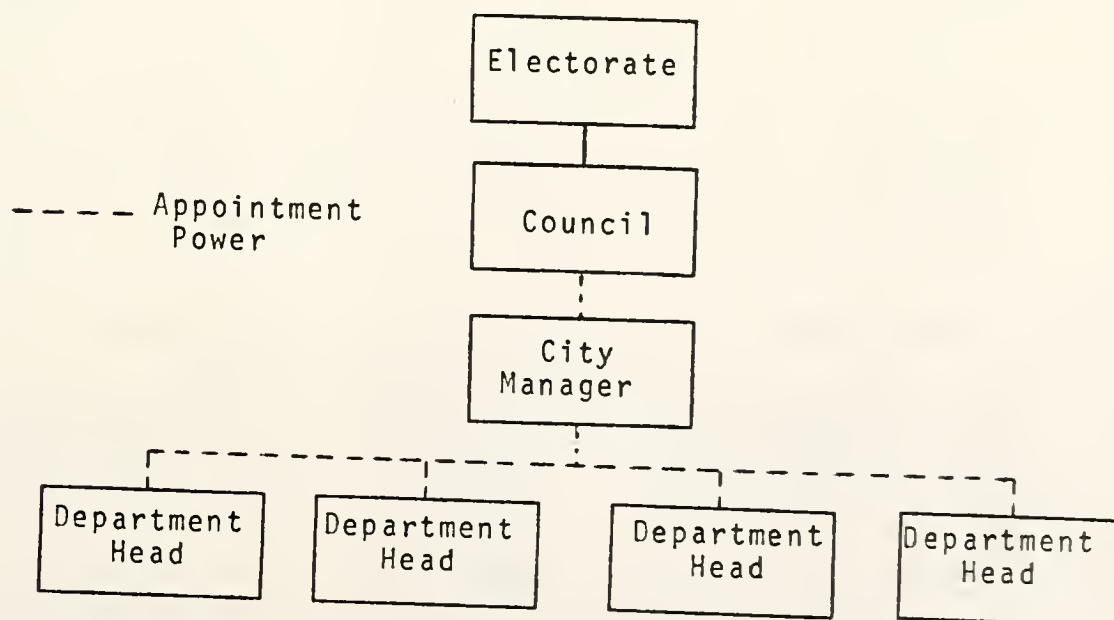 Electorate
Council
Appointment
Power
City
Manager
Department
Head
Department
Head
Department
Head
Department
Head